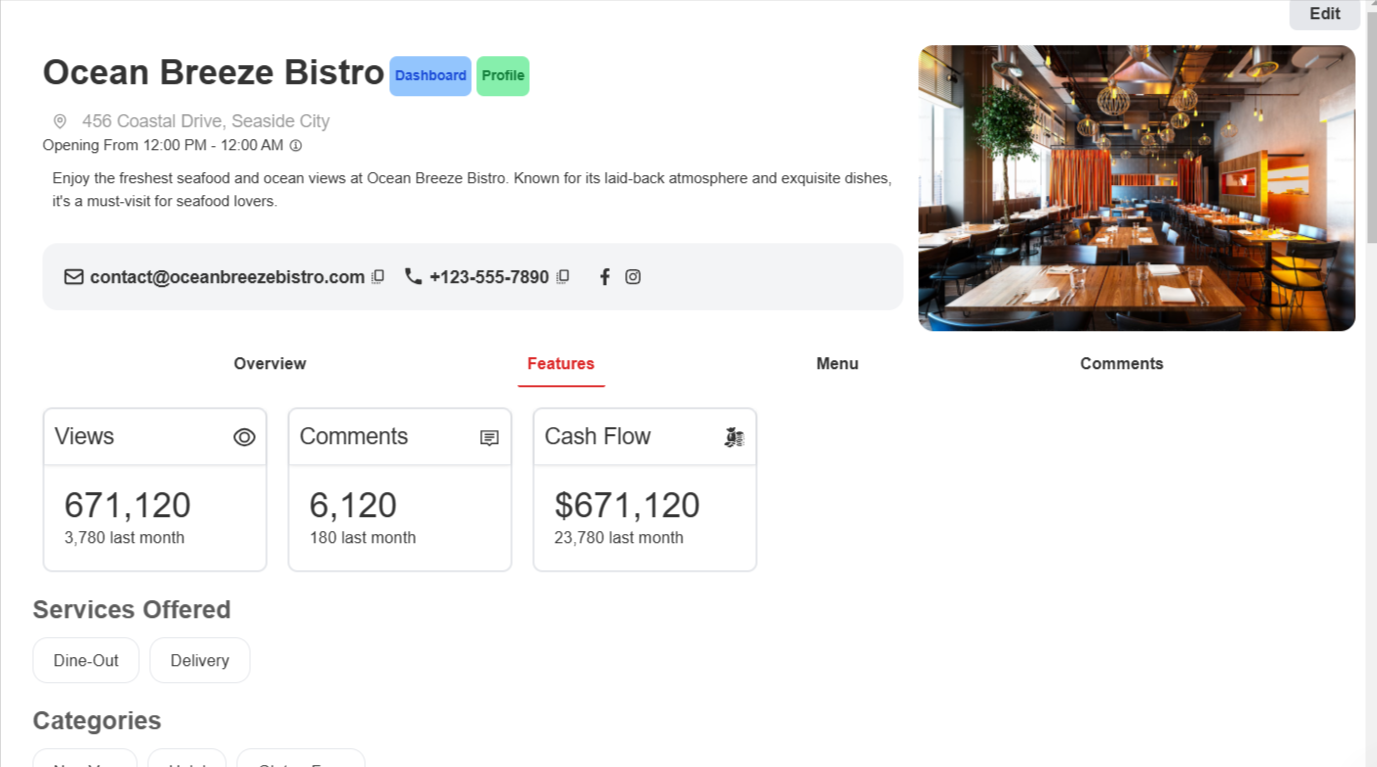 Edit
Ocean Breeze Bistro Dashboard Profile
456 Coastal Drive, Seaside City
Opening From 12:00 PM - 12:00 AM
Enjoy the freshest seafood and ocean views at Ocean Breeze Bistro. Known for its laid-back atmosphere and exquisite dishes,
it's a must-visit for seafood lovers.
contact@oceanbreezebistro.com +123-555-7890
Overview Features Menu Comments
Views Comments Cash Flow
671,120 6,120 $671,120
3,780 last month 180 last month 23,780 last month
Services Offered
Dine-Out Delivery
Categories